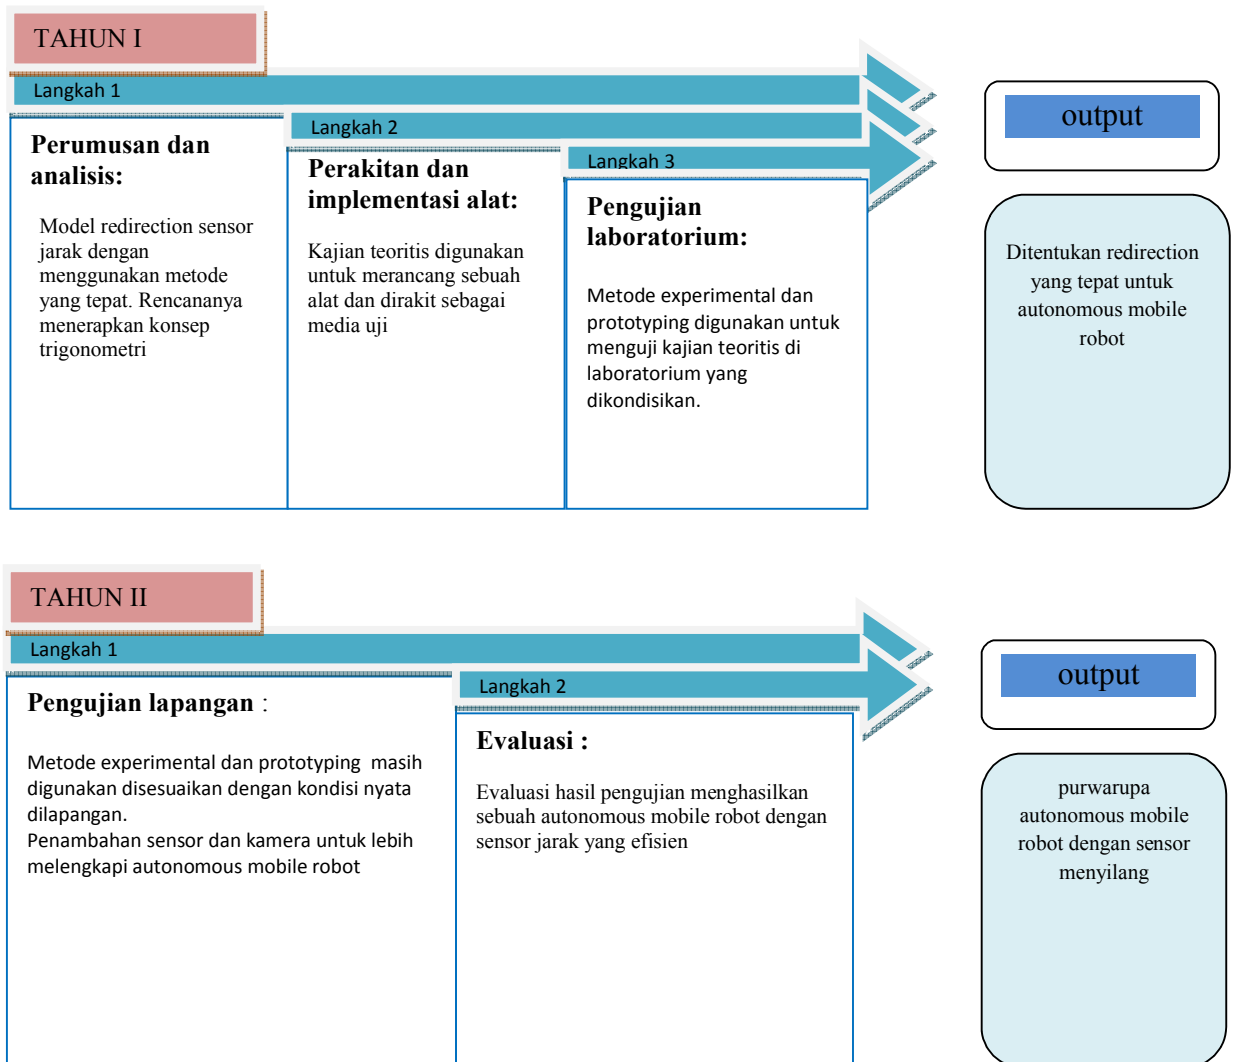 TAHUN I
Langkah 1
Perumusan dan
analisis:
Model redirection sensor
jarak dengan
menggunakan metode
yang tepat. Rencananya
menerapkan konsep
trigonometri
Langkah 2
Perakitan dan
implementasi alat:
Kajian teoritis digunakan
untuk merancang sebuah
alat dan dirakit sebagai
media uji
Langkah 3
Pengujian
laboratorium:
Metode experimental dan
prototyping digunakan untuk
menguji kajian teoritis di
laboratorium yang
dikondisikan.
output
Ditentukan redirection
yang tepat untuk
autonomous mobile
robot
TAHUN II
Langkah 1
Pengujian lapangan :
Metode experimental dan prototyping  masih
digunakan disesuaikan dengan kondisi nyata
dilapangan.
Penambahan sensor dan kamera untuk lebih
melengkapi autonomous mobile robot
Langkah 2
Evaluasi :
Evaluasi hasil pengujian menghasilkan
sebuah autonomous mobile robot dengan
sensor jarak yang efisien
output
purwarupa
autonomous mobile
robot dengan sensor
menyilang